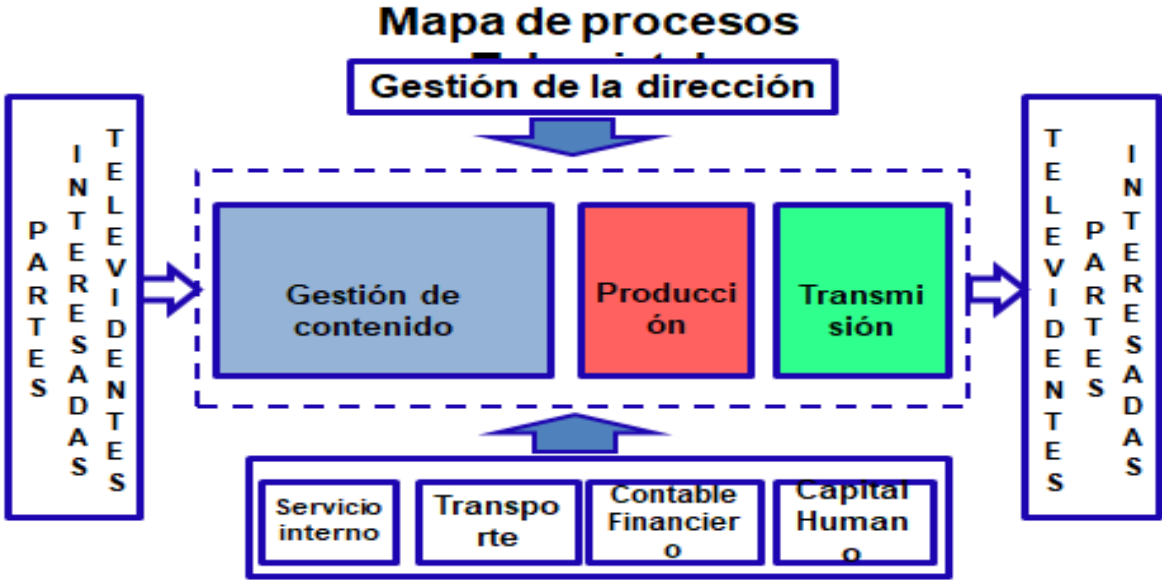 Mapa de procesos
Gestión de la dirección
PARTES
INTERESADAS
TELEVIDENTES
Gestión de
contenido
Producci
ón
Transmi
sión
TELEVIDENTES
PARTES
INTERESADAS
Servicio
interno
Transpo
rte
Contable
Financier
o
Capital
Human
o